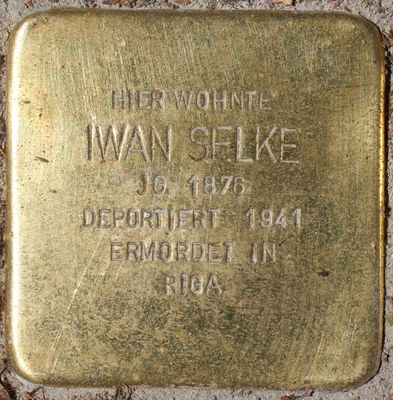 HIER WOHNTE
IWAN SELKE
JG. 1876
DEPORTIERT 1941
ERMORDET IN
RIGA